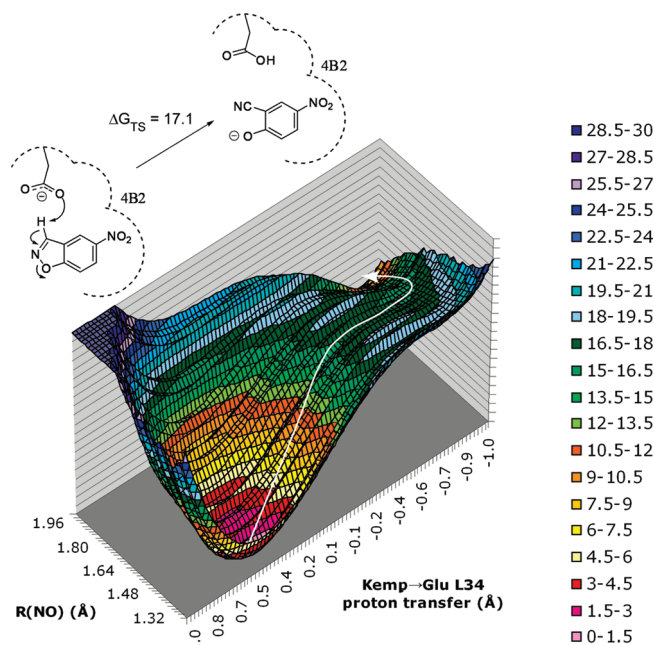 O
OH
4B2
NC
NO₂
⊖
O
ΔG_TS = 17.1
O
O
⊖
4B2
H
N
O
NO₂
28.5-30
27-28.5
25.5-27
24-25.5
22.5-24
21-22.5
19.5-21
18-19.5
16.5-18
15-16.5
13.5-15
12-13.5
10.5-12
9-10.5
7.5-9
6-7.5
4.5-6
3-4.5
1.5-3
0-1.5
1.96
1.80
1.64
1.48
1.32
R(NO) (Å)
.0
0.8
0.7
0.5
0.4
0.2
0.1
-0.1
-0.2
-0.4
-0.6
-0.7
-0.9
-1.0
Kemp→Glu L34
proton transfer (Å)